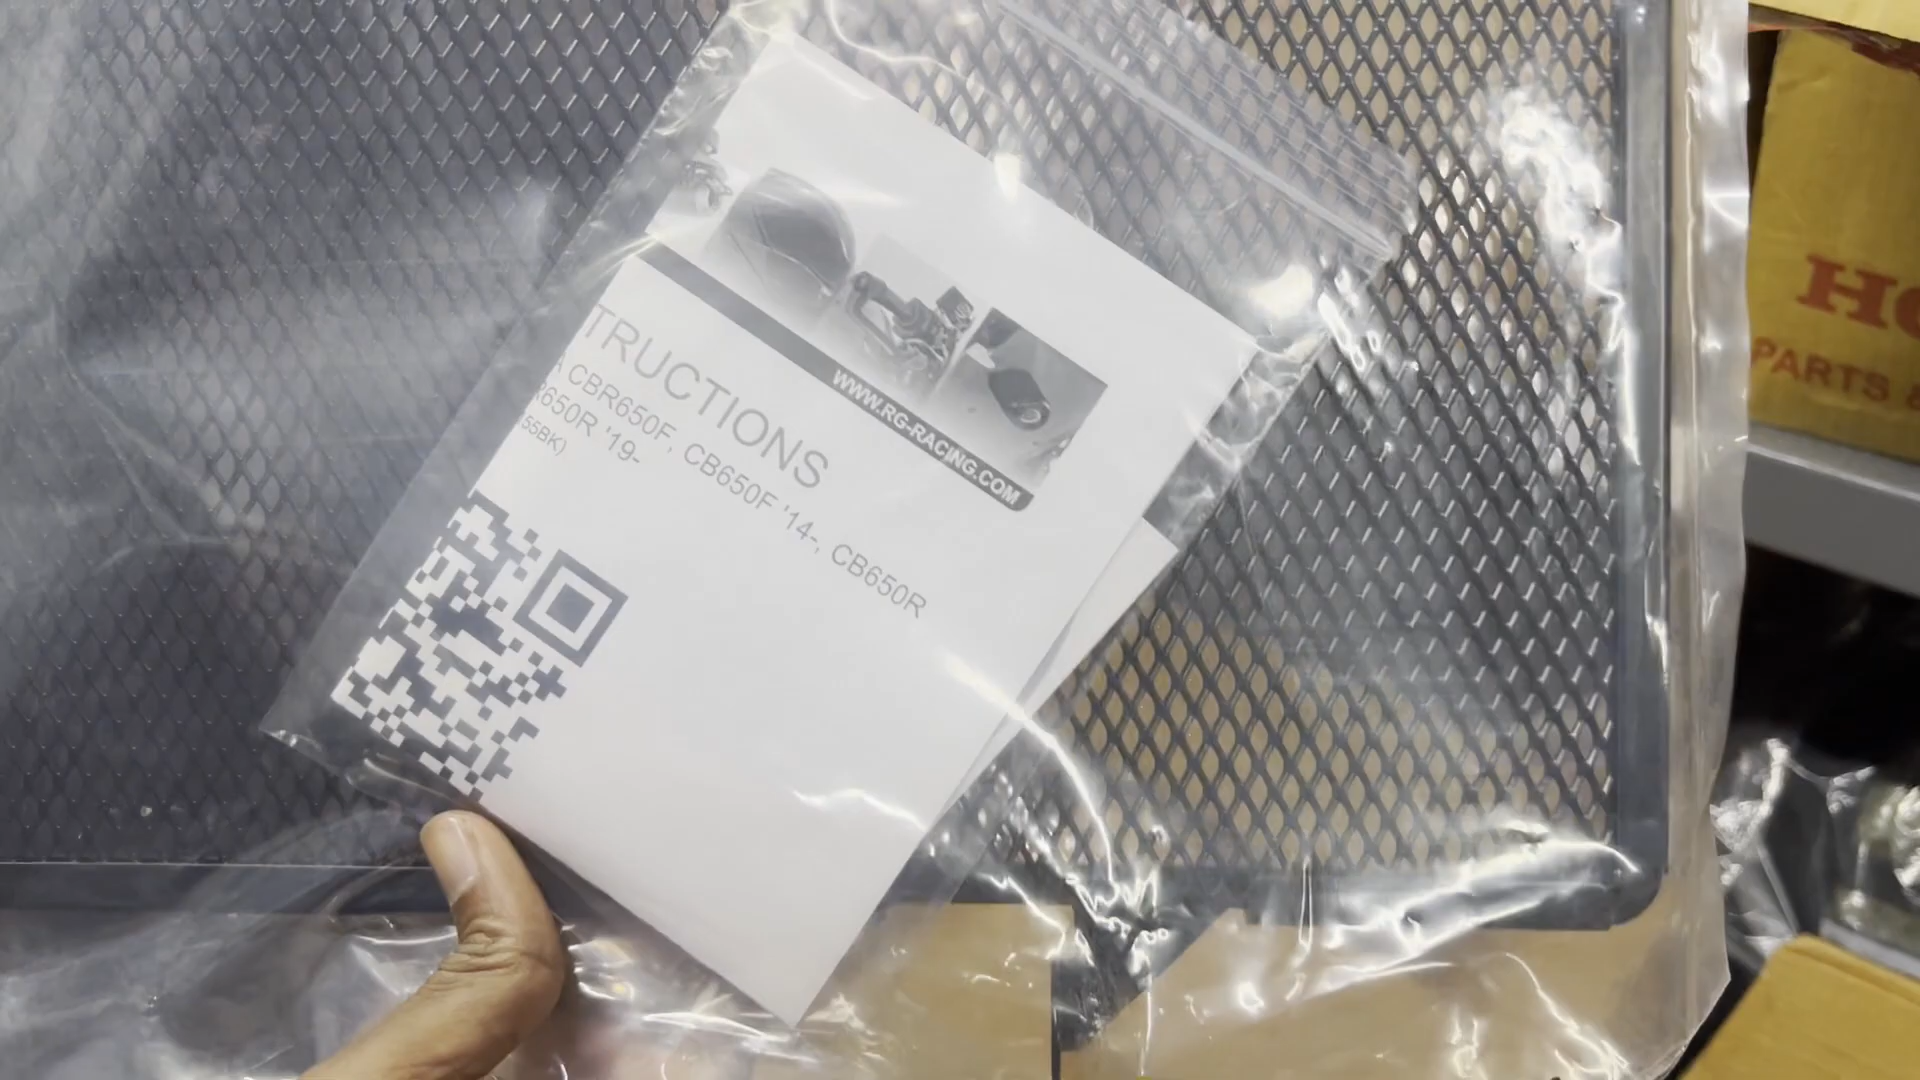 WWW.RG-RACING.COM
TRUCTIONS
A CBR650F, CB650F '14-, CB650R
R650R '19-
55BK)
HO
PARTS &